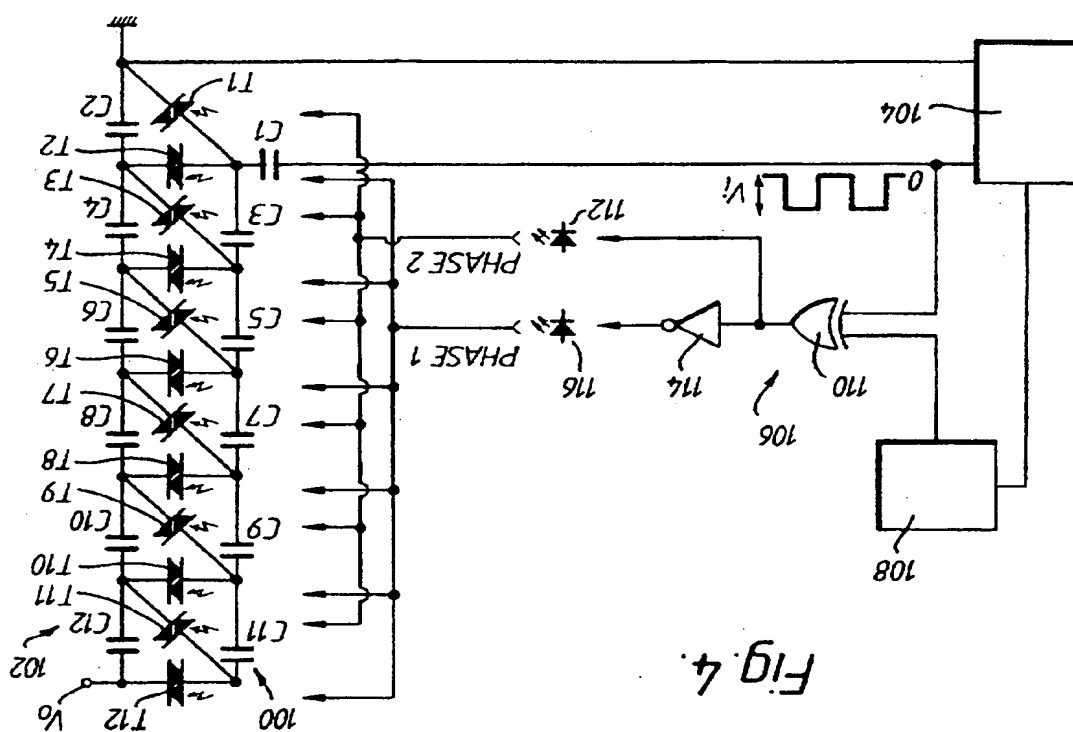 100
T12
Vo
Fig. 4.
102
C11
C12
T11
108
T10
C9
C10
T9
T8
106
C7
C8
T7
110
114
116
PHASE 1
T6
C5
C6
T5
PHASE 2
T4
C3
C4
112
0
Vi
T3
T2
C1
104
C2
T1